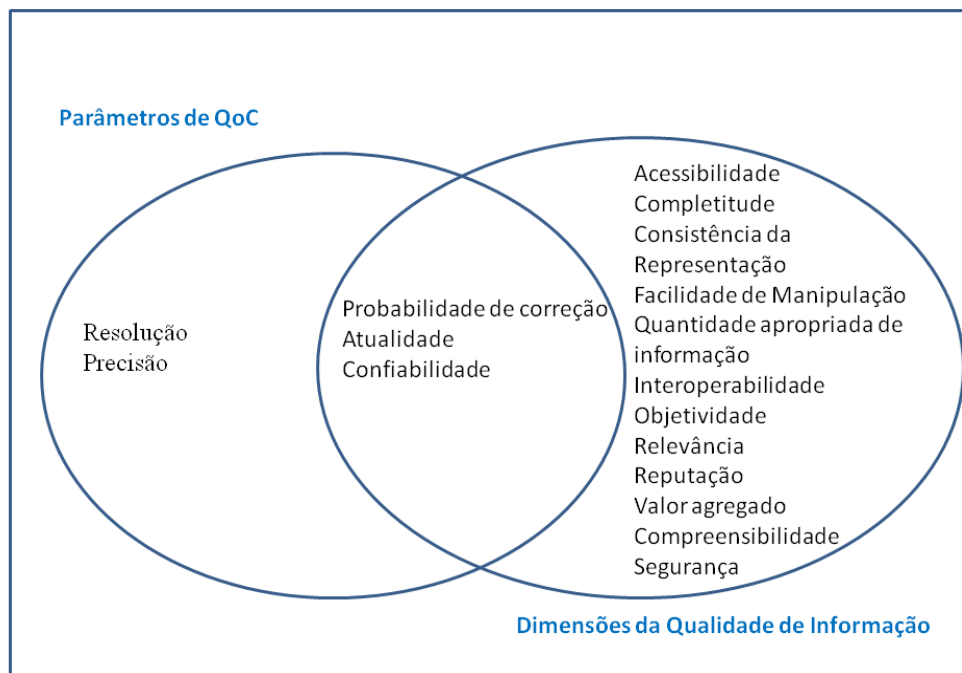 Parâmetros de QoC
Resolução
Precisão
Probabilidade de correção
Atualidade
Confiabilidade
Acessibilidade
Completitude
Consistência da
Representação
Facilidade de Manipulação
Quantidade apropriada de
informação
Interoperabilidade
Objetividade
Relevância
Reputação
Valor agregado
Compreensibilidade
Segurança
Dimensões da Qualidade de Informação